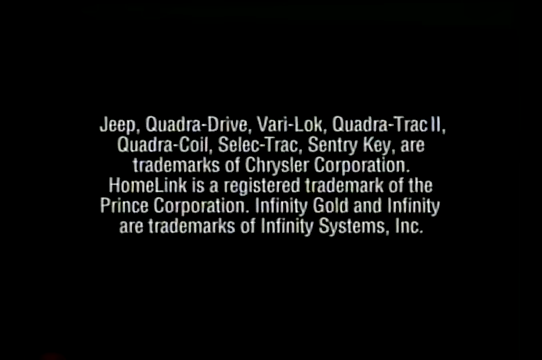 Jeep, Quadra-Drive, Vari-Lok, Quadra-Trac II,
Quadra-Coil, Selec-Trac, Sentry Key, are
trademarks of Chrysler Corporation.
HomeLink is a registered trademark of the
Prince Corporation. Infinity Gold and Infinity
are trademarks of Infinity Systems, Inc.